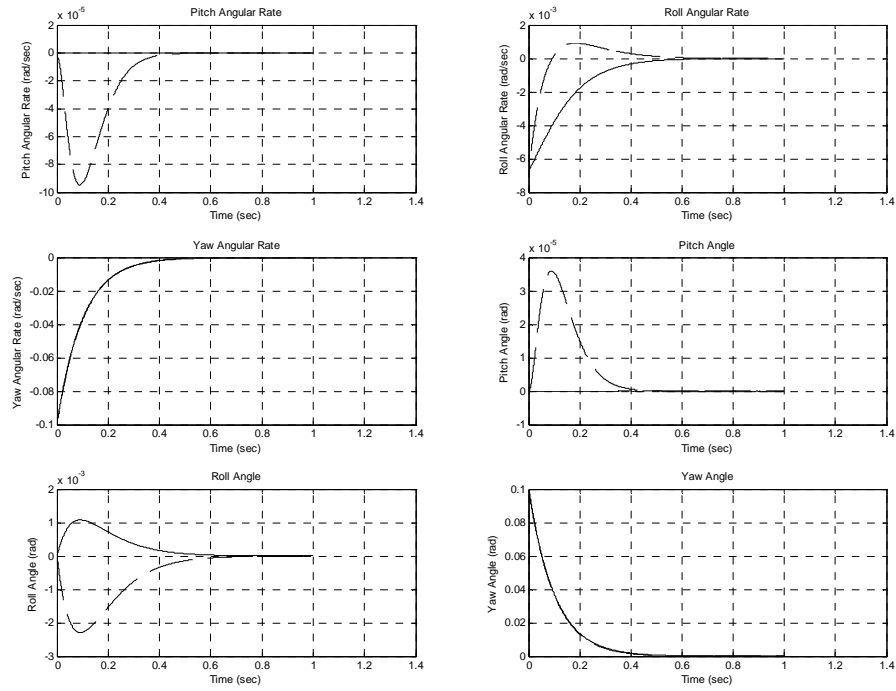 Pitch Angular Rate
x 10^-5
Pitch Angular Rate (rad/sec)
2
0
-2
-4
-6
-8
-10
0 0.2 0.4 0.6 0.8 1 1.2 1.4
Time (sec)
Roll Angular Rate
x 10^-3
Roll Angular Rate (rad/sec)
2
0
-2
-4
-6
-8
0 0.2 0.4 0.6 0.8 1 1.2 1.4
Time (sec)
Yaw Angular Rate
Yaw Angular Rate (rad/sec)
0
-0.02
-0.04
-0.06
-0.08
-0.1
0 0.2 0.4 0.6 0.8 1 1.2 1.4
Time (sec)
Pitch Angle
x 10^-5
Pitch Angle (rad)
4
3
2
1
0
-1
0 0.2 0.4 0.6 0.8 1 1.2 1.4
Time (sec)
Roll Angle
x 10^-3
Roll Angle (rad)
2
1
0
-1
-2
-3
0 0.2 0.4 0.6 0.8 1 1.2 1.4
Time (sec)
Yaw Angle
Yaw Angle (rad)
0.1
0.08
0.06
0.04
0.02
0
0 0.2 0.4 0.6 0.8 1 1.2 1.4
Time (sec)